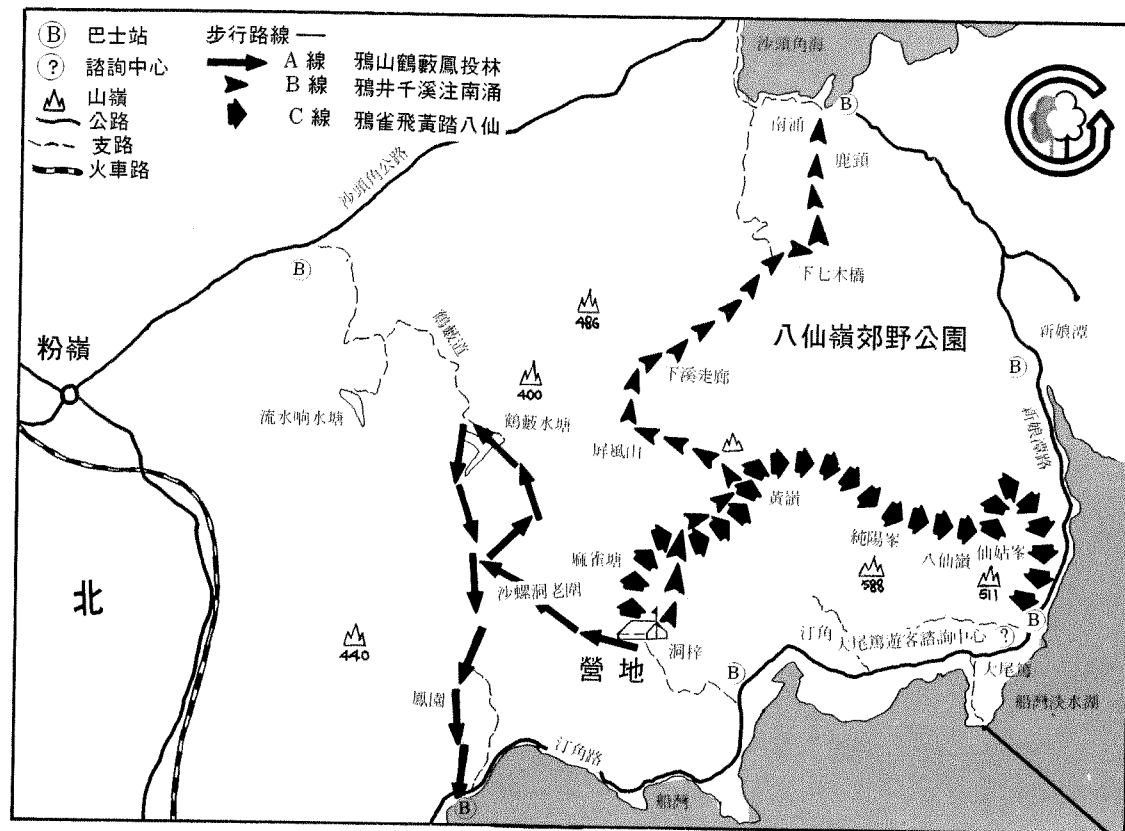 Ⓑ 巴士站
? 諮詢中心
山嶺
公路
支路
火車路
步行路線 —
A 線 鴉山鶴藪鳳投林
B 線 鴉井千溪注南涌
C 線 鴉雀飛黃踏八仙
沙頭角海
B
南涌
鹿頸
沙頭角公路
B
下七木橋
486
鶴藪道
八仙嶺郊野公園
新娘潭
粉嶺
400
下溪走廊
B
流水响水塘
鶴藪水塘
新娘潭路
屏風山
黃嶺
純陽峯
八仙嶺
仙姑峯
麻雀塘
588
511
北
沙螺洞老圍
440
洞梓
營地
汀角
大尾篤遊客諮詢中心
?
B
B
大尾篤
鳳園
船灣淡水湖
汀角路
船灣
B